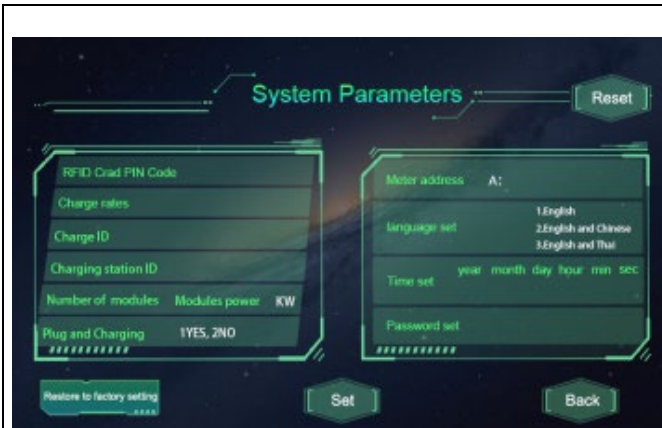 System Parameters
Reset
RFID Crad PIN Code
Charge rates
Charge ID
Charging station ID
Number of modules Modules power KW
Plug and Charging 1YES, 2NO
Meter address A:
language set
1.English
2.English and Chinese
3.English and Thai
Time set year month day hour min sec
Password set
Restore to factory setting
Set
Back